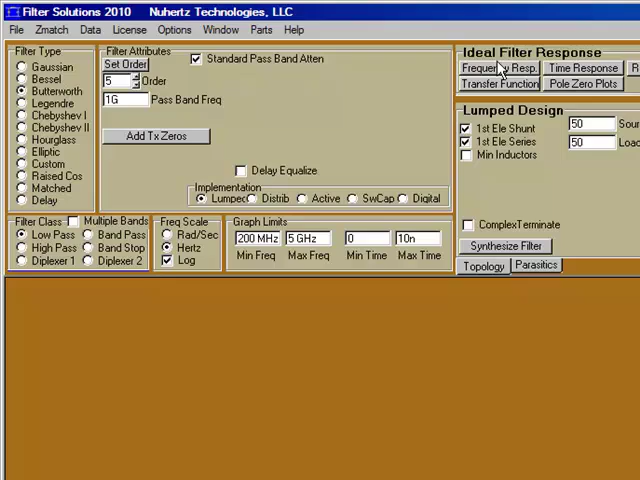 Filter Solutions 2010 Nuhertz Technologies, LLC
File Zmatch Data License Options Window Parts Help
Filter Type
Gaussian
Bessel
Butterworth
Legendre
Chebyshev I
Chebyshev II
Hourglass
Elliptic
Custom
Raised Cos
Matched
Delay
Filter Attributes
Set Order
Standard Pass Band Atten
5 Order
1G Pass Band Freq
Add Tx Zeros
Delay Equalize
Implementation
Lumped Distrib Active SwCap Digital
Ideal Filter Response
Frequency Resp. Time Response R
Transfer Function Pole Zero Plots
Lumped Design
1st Ele Shunt 50 Sour
1st Ele Series 50 Load
Min Inductors
ComplexTerminate
Synthesize Filter
Topology Parasitics
Filter Class Multiple Bands
Low Pass Band Pass
High Pass Band Stop
Diplexer 1 Diplexer 2
Freq Scale
Rad/Sec
Hertz
Log
Graph Limits
200 MHz 5 GHz 0 10n
Min Freq Max Freq Min Time Max Time